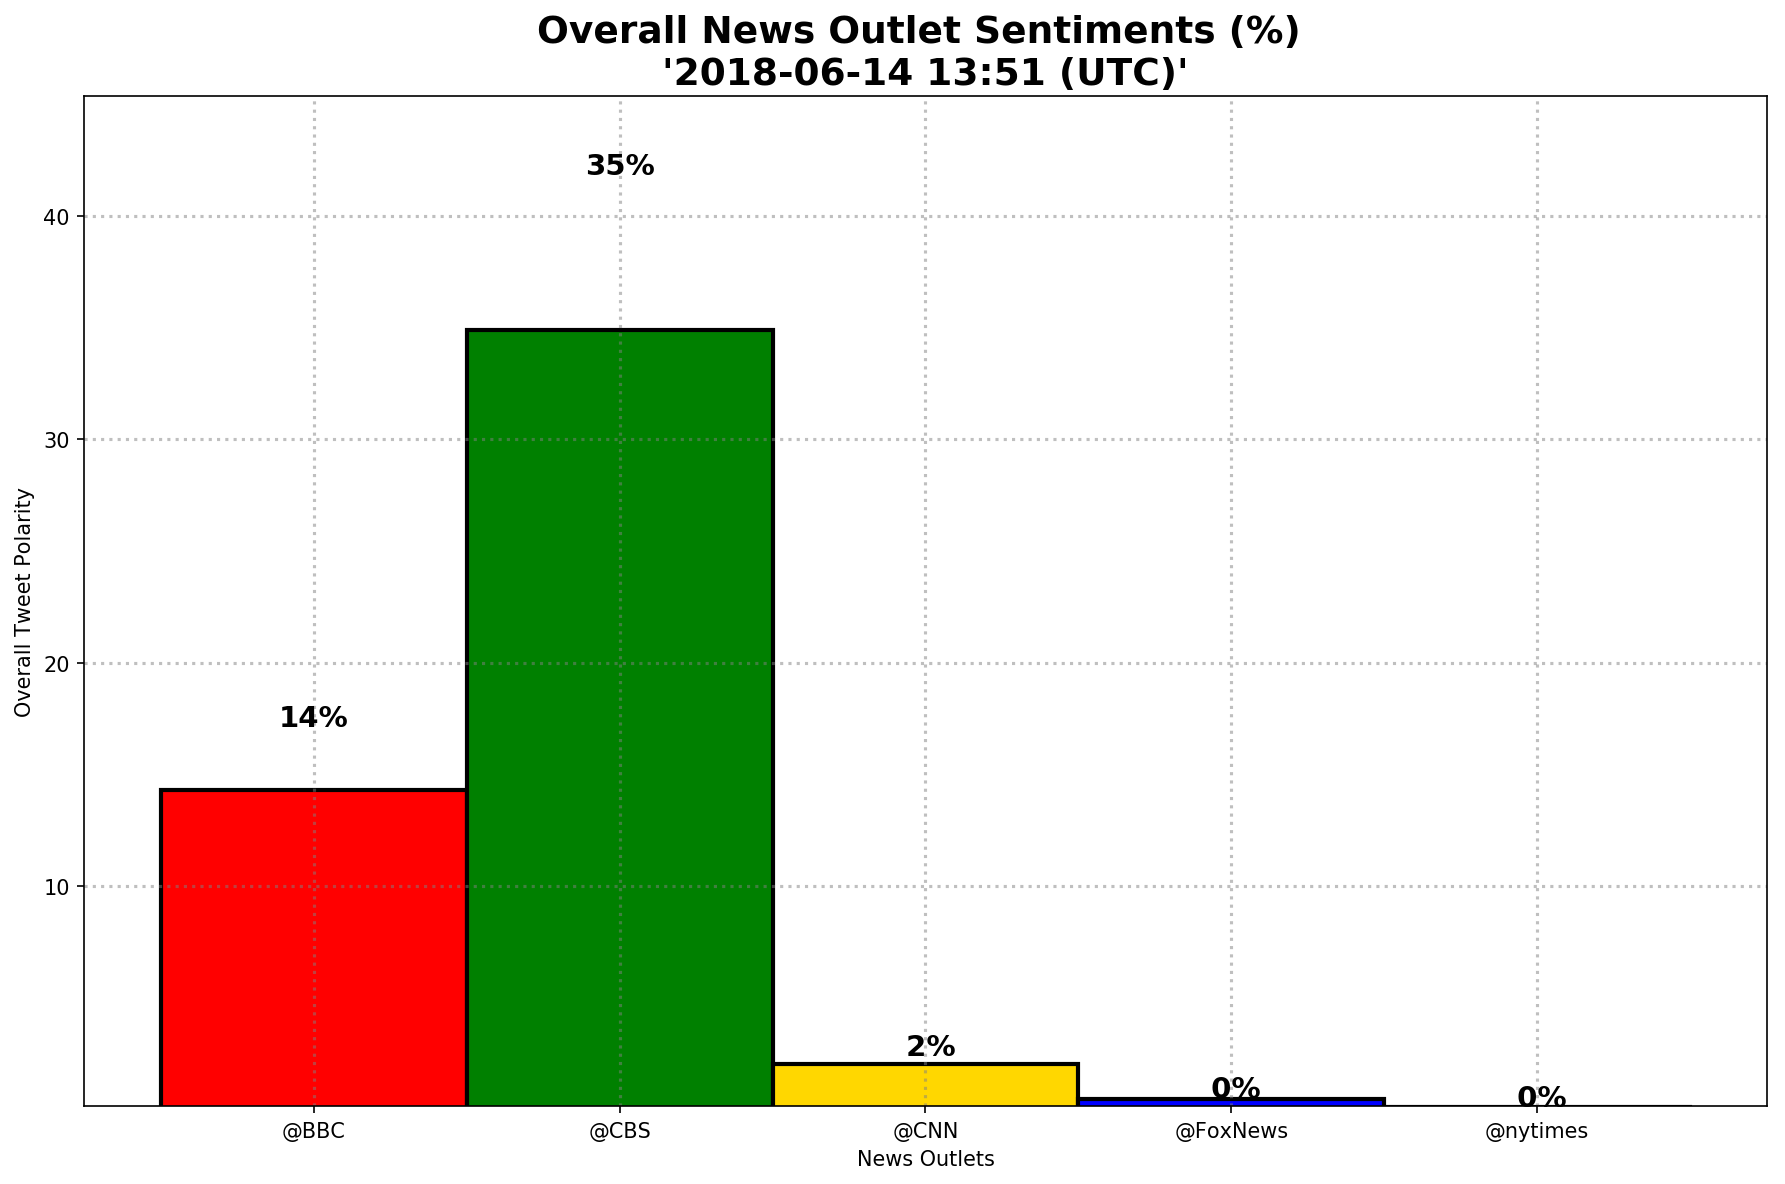 Overall News Outlet Sentiments (%)
'2018-06-14 13:51 (UTC)'
35%
40
30
Overall Tweet Polarity
20
14%
10
2%
0%
0%
@BBC
@CBS
@CNN
@FoxNews
@nytimes
News Outlets